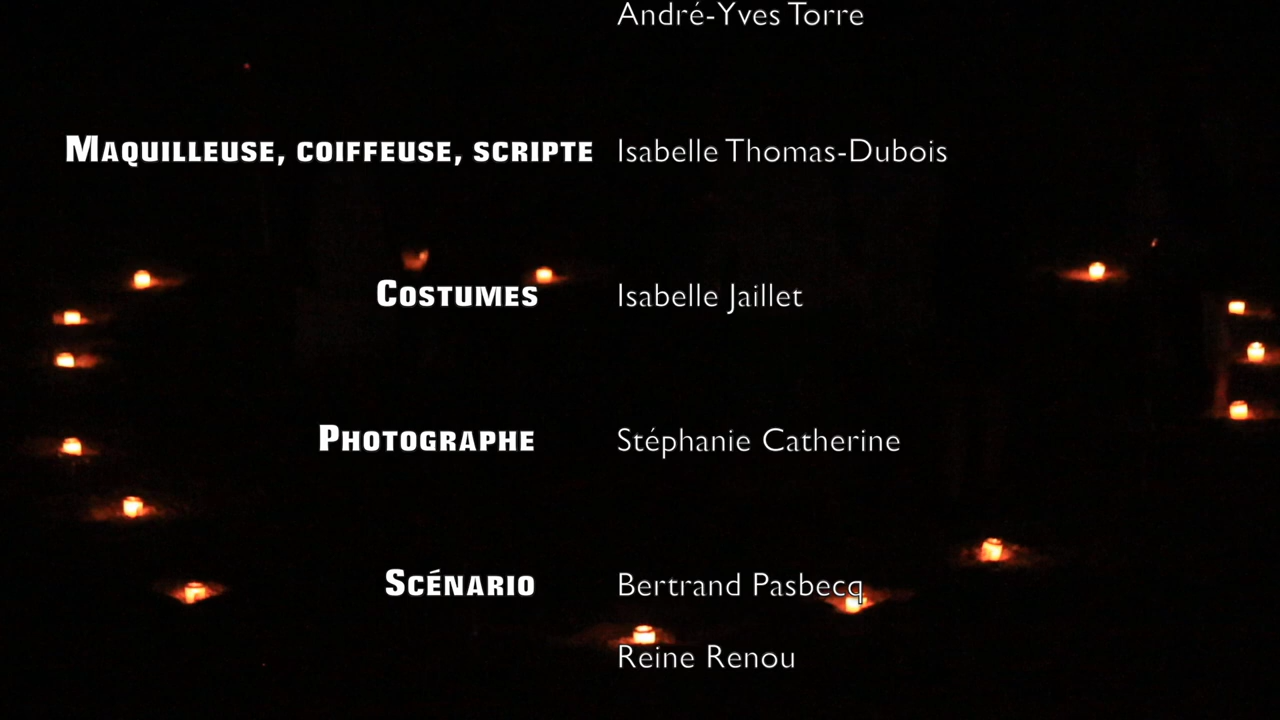 André-Yves Torre
Maquilleuse, coiffeuse, scripte Isabelle Thomas-Dubois
Costumes Isabelle Jaillet
Photographe Stéphanie Catherine
Scénario Bertrand Pasbecq
Reine Renou